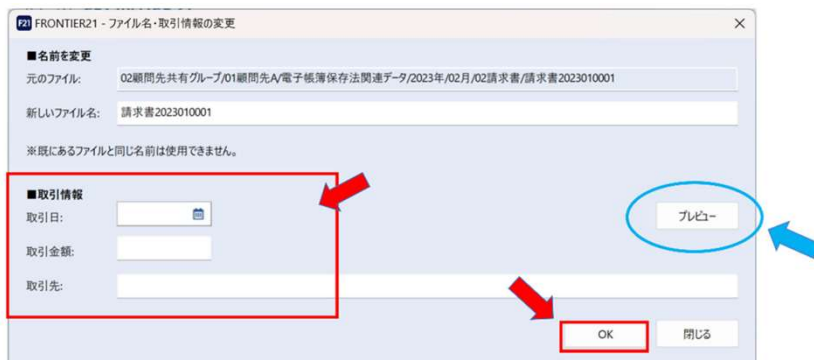 F21 FRONTIER21 - ファイル名・取引情報の変更
■名前を変更
元のファイル: 02顧問先共有グループ/01顧問先A/電子帳簿保存法関連データ/2023年/02月/02請求書/請求書2023010001
新しいファイル名: 請求書2023010001
※既にあるファイルと同じ名前は使用できません。
■取引情報
取引日:
プレビュー
取引金額:
取引先:
OK 閉じる